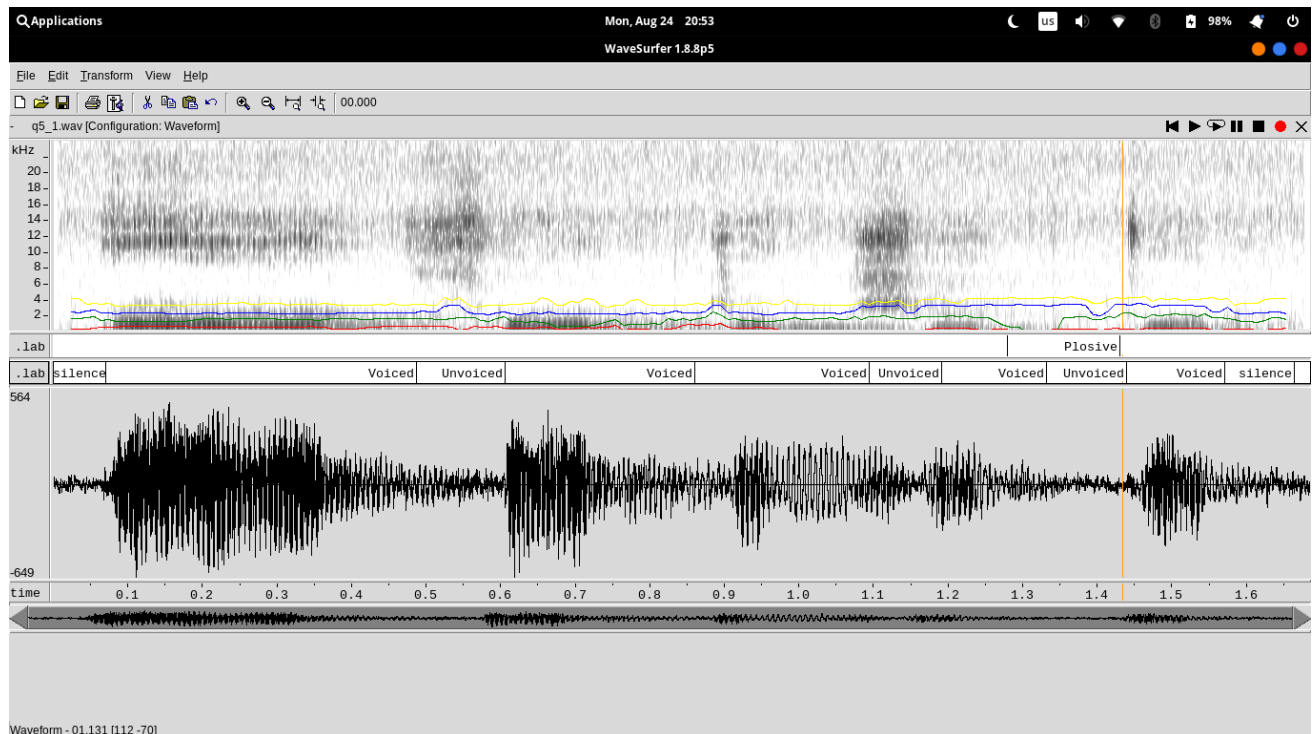 Applications Mon, Aug 24 20:53 us 98%
WaveSurfer 1.8.8p5
File Edit Transform View Help
00.000
- q5_1.wav [Configuration: Waveform]
kHz
20
18
16
14
12
10
8
6
4
2
.lab Plosive
.lab silence Voiced Unvoiced Voiced Voiced Unvoiced Voiced Unvoiced Voiced silence
564
-649
time 0.1 0.2 0.3 0.4 0.5 0.6 0.7 0.8 0.9 1.0 1.1 1.2 1.3 1.4 1.5 1.6
Waveform - 01.131 [112 -70]